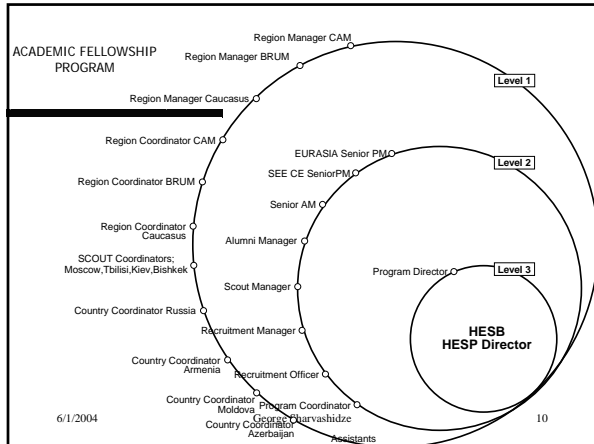 ACADEMIC FELLOWSHIP
PROGRAM
Region Manager CAM
Region Manager BRUM
Region Manager Caucasus
Region Coordinator CAM
Region Coordinator BRUM
Region Coordinator
Caucasus
SCOUT Coordinators;
Moscow,Tbilisi,Kiev,Bishkek
Country Coordinator Russia
Country Coordinator
Armenia
Country Coordinator
Moldova
Country Coordinator
Azerbaijan
Assistants
Level 1
EURASIA Senior PM
SEE CE SeniorPM
Senior AM
Alumni Manager
Scout Manager
Recruitment Manager
Recruitment Officer
Program Coordinator
Level 2
Program Director
Level 3
HESB
HESP Director
6/1/2004
George Sharvashidze
10